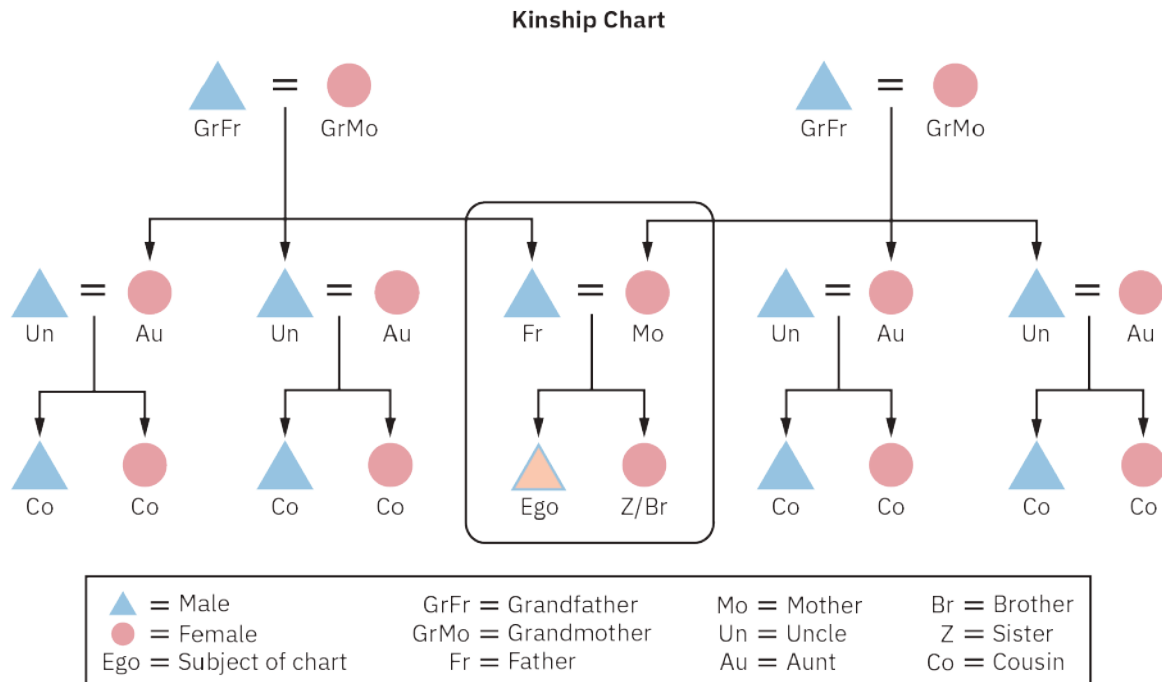 Kinship Chart
= =
GrFr GrMo GrFr GrMo
= = = = =
Un Au Un Au Fr Mo Un Au Un Au
Co Co Co Co Ego Z/Br Co Co Co Co
= Male GrFr = Grandfather Mo = Mother Br = Brother
= Female GrMo = Grandmother Un = Uncle Z = Sister
Ego = Subject of chart Fr = Father Au = Aunt Co = Cousin